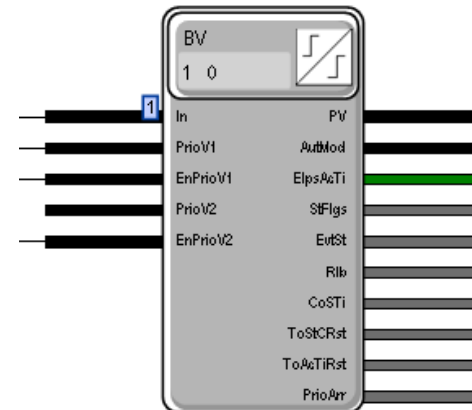 BV
1 0
1
In PV
PrioV1 AutMod
EnPrioV1 ElpsAcTi
PrioV2 StFlgs
EnPrioV2 EvtSt
Rlb
CoSTi
ToStCRst
ToAcTiRst
PrioArr